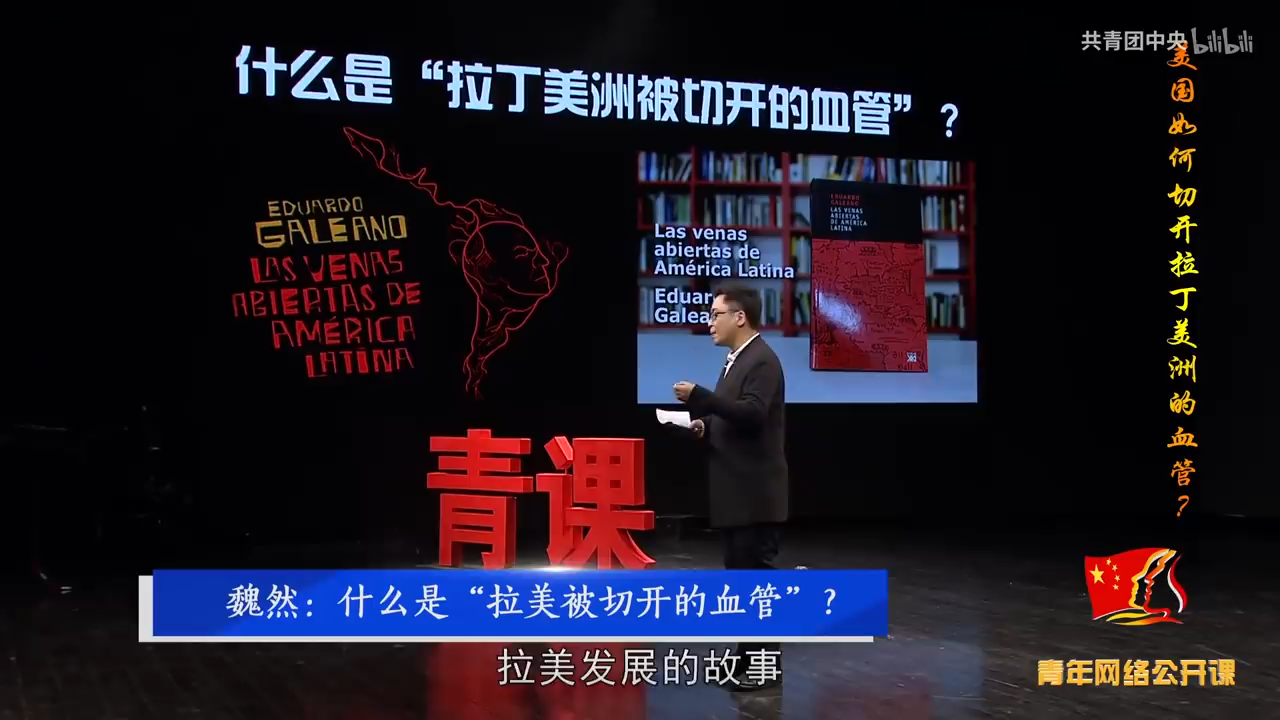 共青团中央 bilibili
什么是“拉丁美洲被切开的血管”？
美国如何切开拉丁美洲的血管？
EDUARDO
GALEANO
LAS VENAS
ABIERTAS DE
AMÉRICA
LATINA
Las venas
abiertas de
América Latina
Eduar
Galea
EDUARDO
GALEANO
LAS VENAS
ABIERTAS
DE AMÉRICA
LATINA
青课
魏然：什么是“拉美被切开的血管”？
拉美发展的故事
青年网络公开课